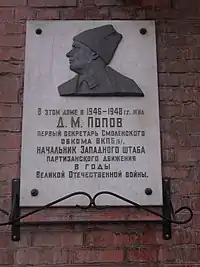 В этом доме в 1946-1948 гг. жил
Д. М. Попов
первый секретарь Смоленского
обкома ВКП(б),
начальник Западного штаба
партизанского движения
в годы
Великой Отечественной войны.